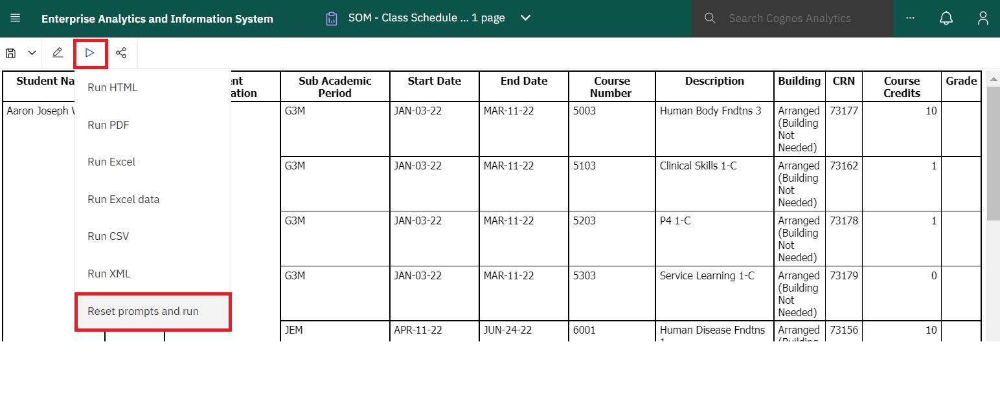 Enterprise Analytics and Information System
SOM - Class Schedule ... 1 page
Search Cognos Analytics
Run HTML
Run PDF
Run Excel
Run Excel data
Run CSV
Run XML
Reset prompts and run
Student Sub Academic Start Date End Date Course Description Building CRN Course Grade
Period Number Credits
Aaron Joseph G3M JAN-03-22 MAR-11-22 5003 Human Body Fndtns 3 Arranged 73177 10
(Building
Not
Needed)
G3M JAN-03-22 MAR-11-22 5103 Clinical Skills 1-C Arranged 73162 1
(Building
Not
Needed)
G3M JAN-03-22 MAR-11-22 5203 P4 1-C Arranged 73178 1
(Building
Not
Needed)
G3M JAN-03-22 MAR-11-22 5303 Service Learning 1-C Arranged 73179 0
(Building
Not
Needed)
JEM APR-11-22 JUN-24-22 6001 Human Disease Fndtns Arranged 73156 10